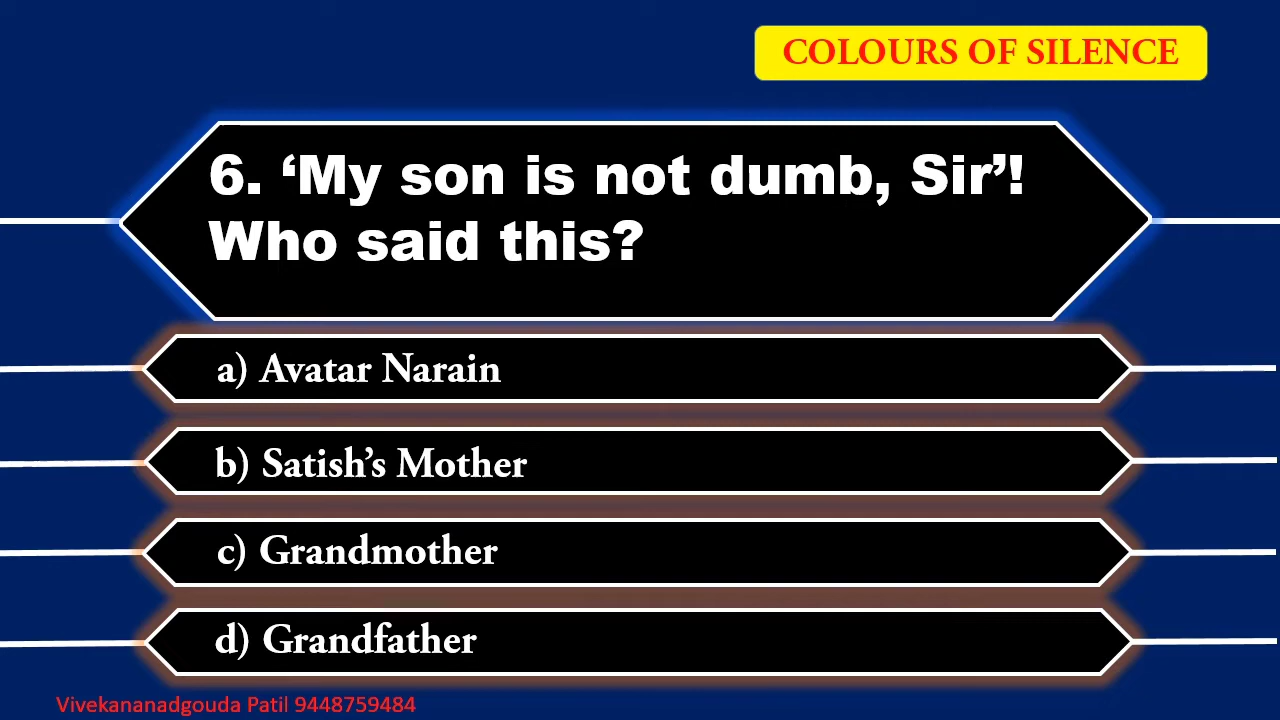 COLOURS OF SILENCE
6. ‘My son is not dumb, Sir’!
Who said this?
a) Avatar Narain
b) Satish’s Mother
c) Grandmother
d) Grandfather
Vivekananadgouda Patil 9448759484